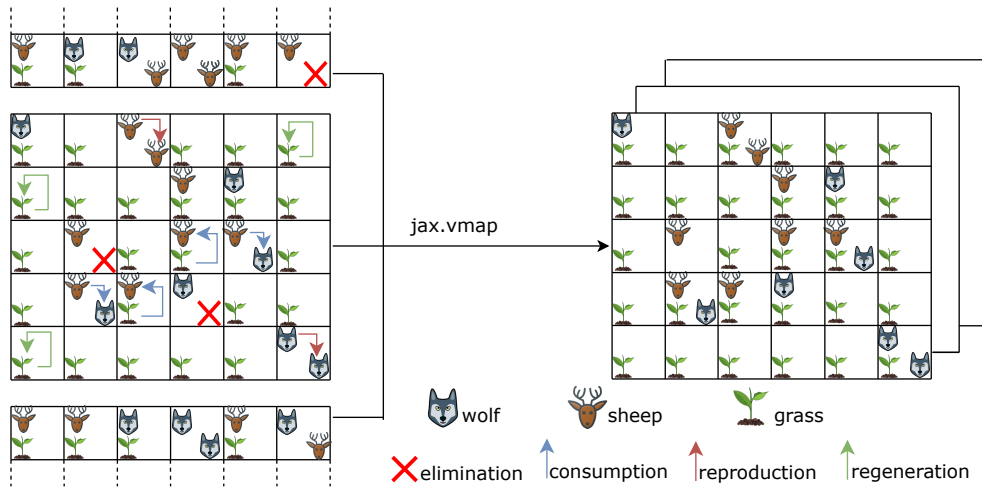 jax.vmap
wolf sheep grass
elimination consumption reproduction regeneration